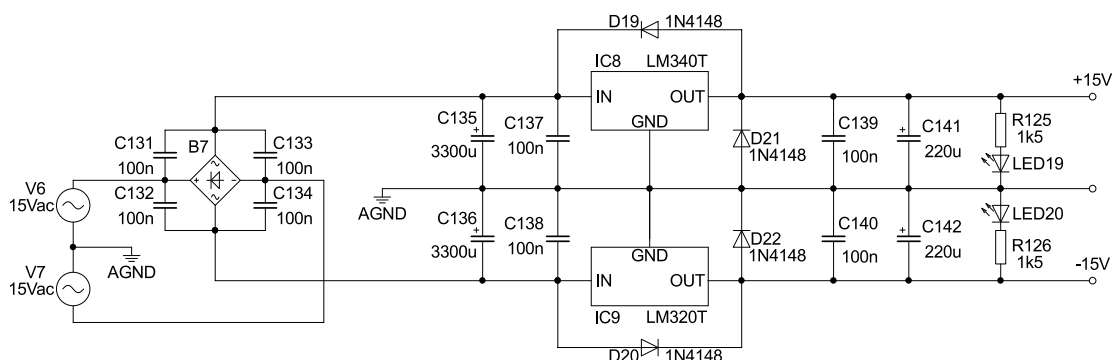 D19 1N4148
IC8 LM340T
IN OUT
GND
+15V
C131
100n
B7
C133
100n
~
+ -
~
C132
100n
C134
100n
V6
15Vac
V7
15Vac
AGND
C135
+
3300u
C137
100n
D21
1N4148
C139
100n
C141
+
220u
R125
1k5
LED19
AGND
C136
+
3300u
C138
100n
D22
1N4148
C140
100n
C142
+
220u
LED20
R126
1k5
GND
IN OUT
IC9 LM320T
-15V
D20 1N4148